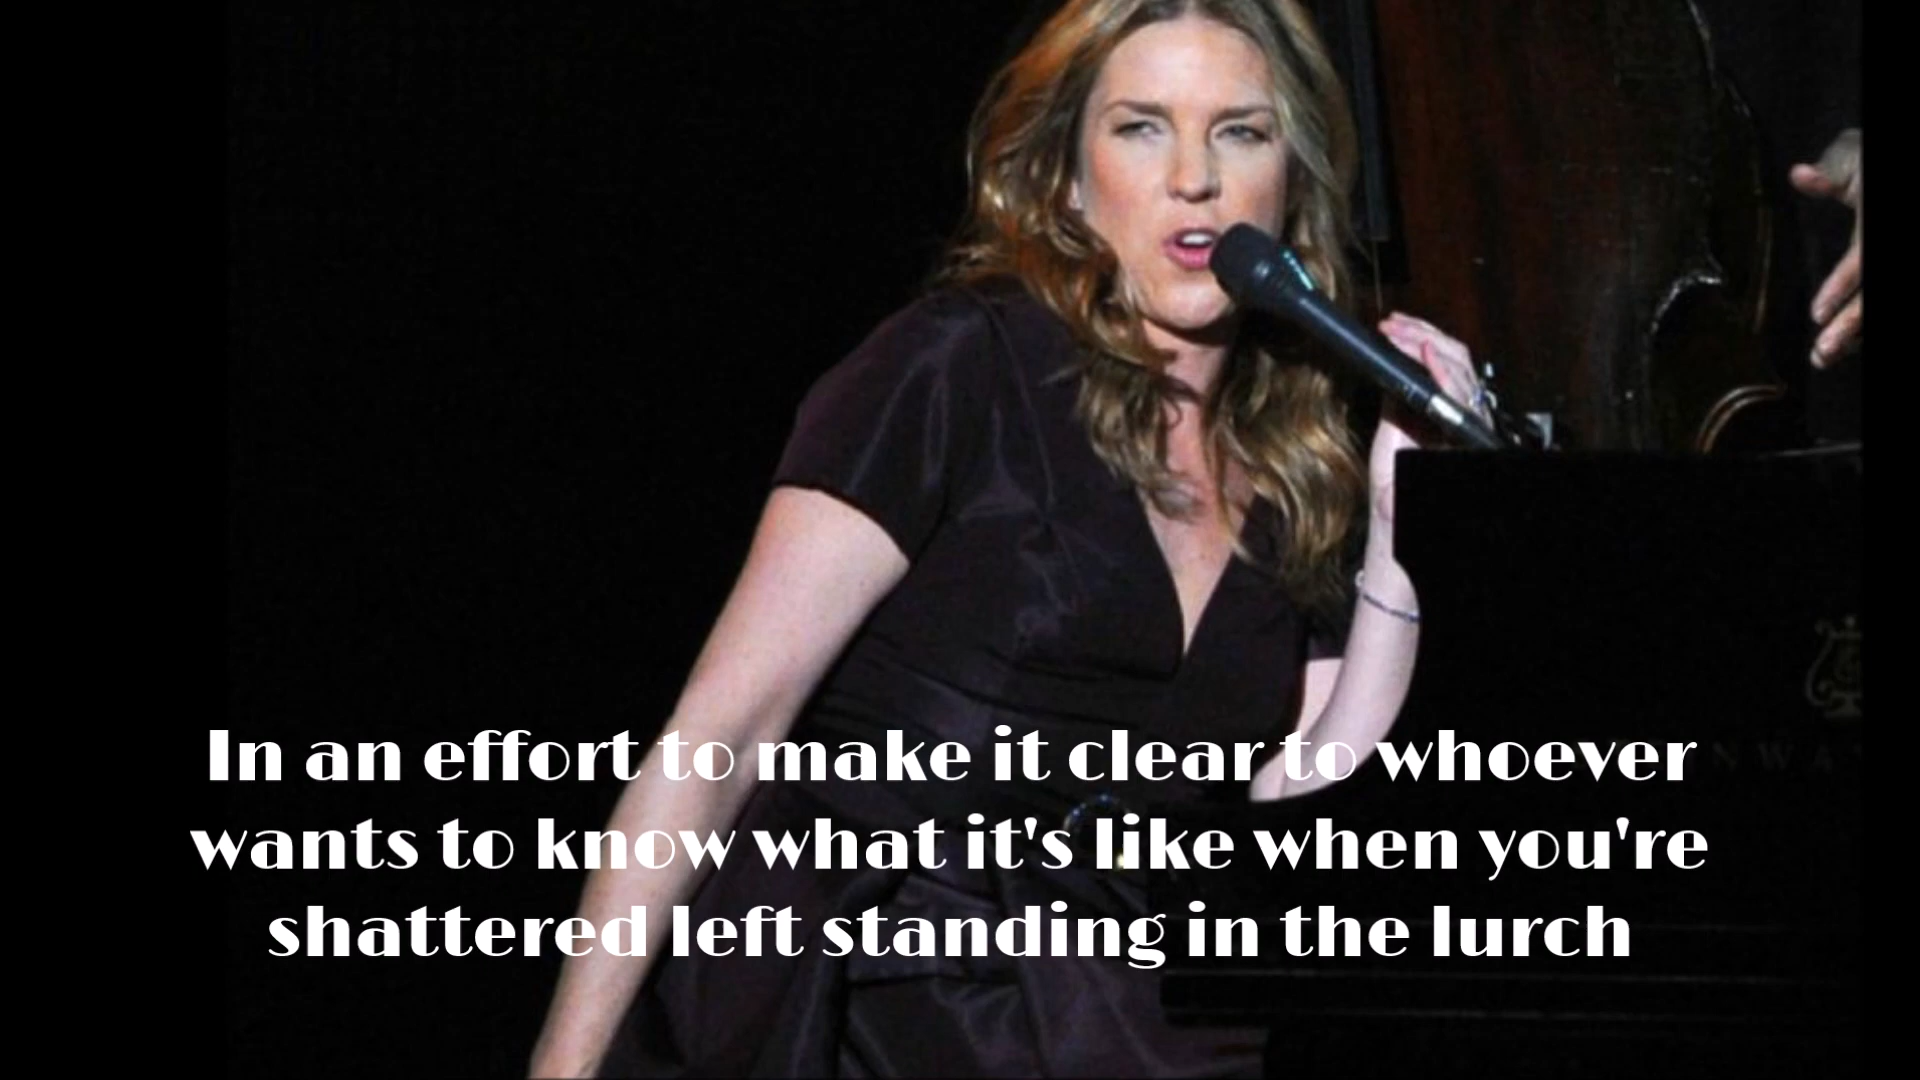 In an effort to make it clear to whoever
wants to know what it's like when you're
shattered left standing in the lurch
NWA